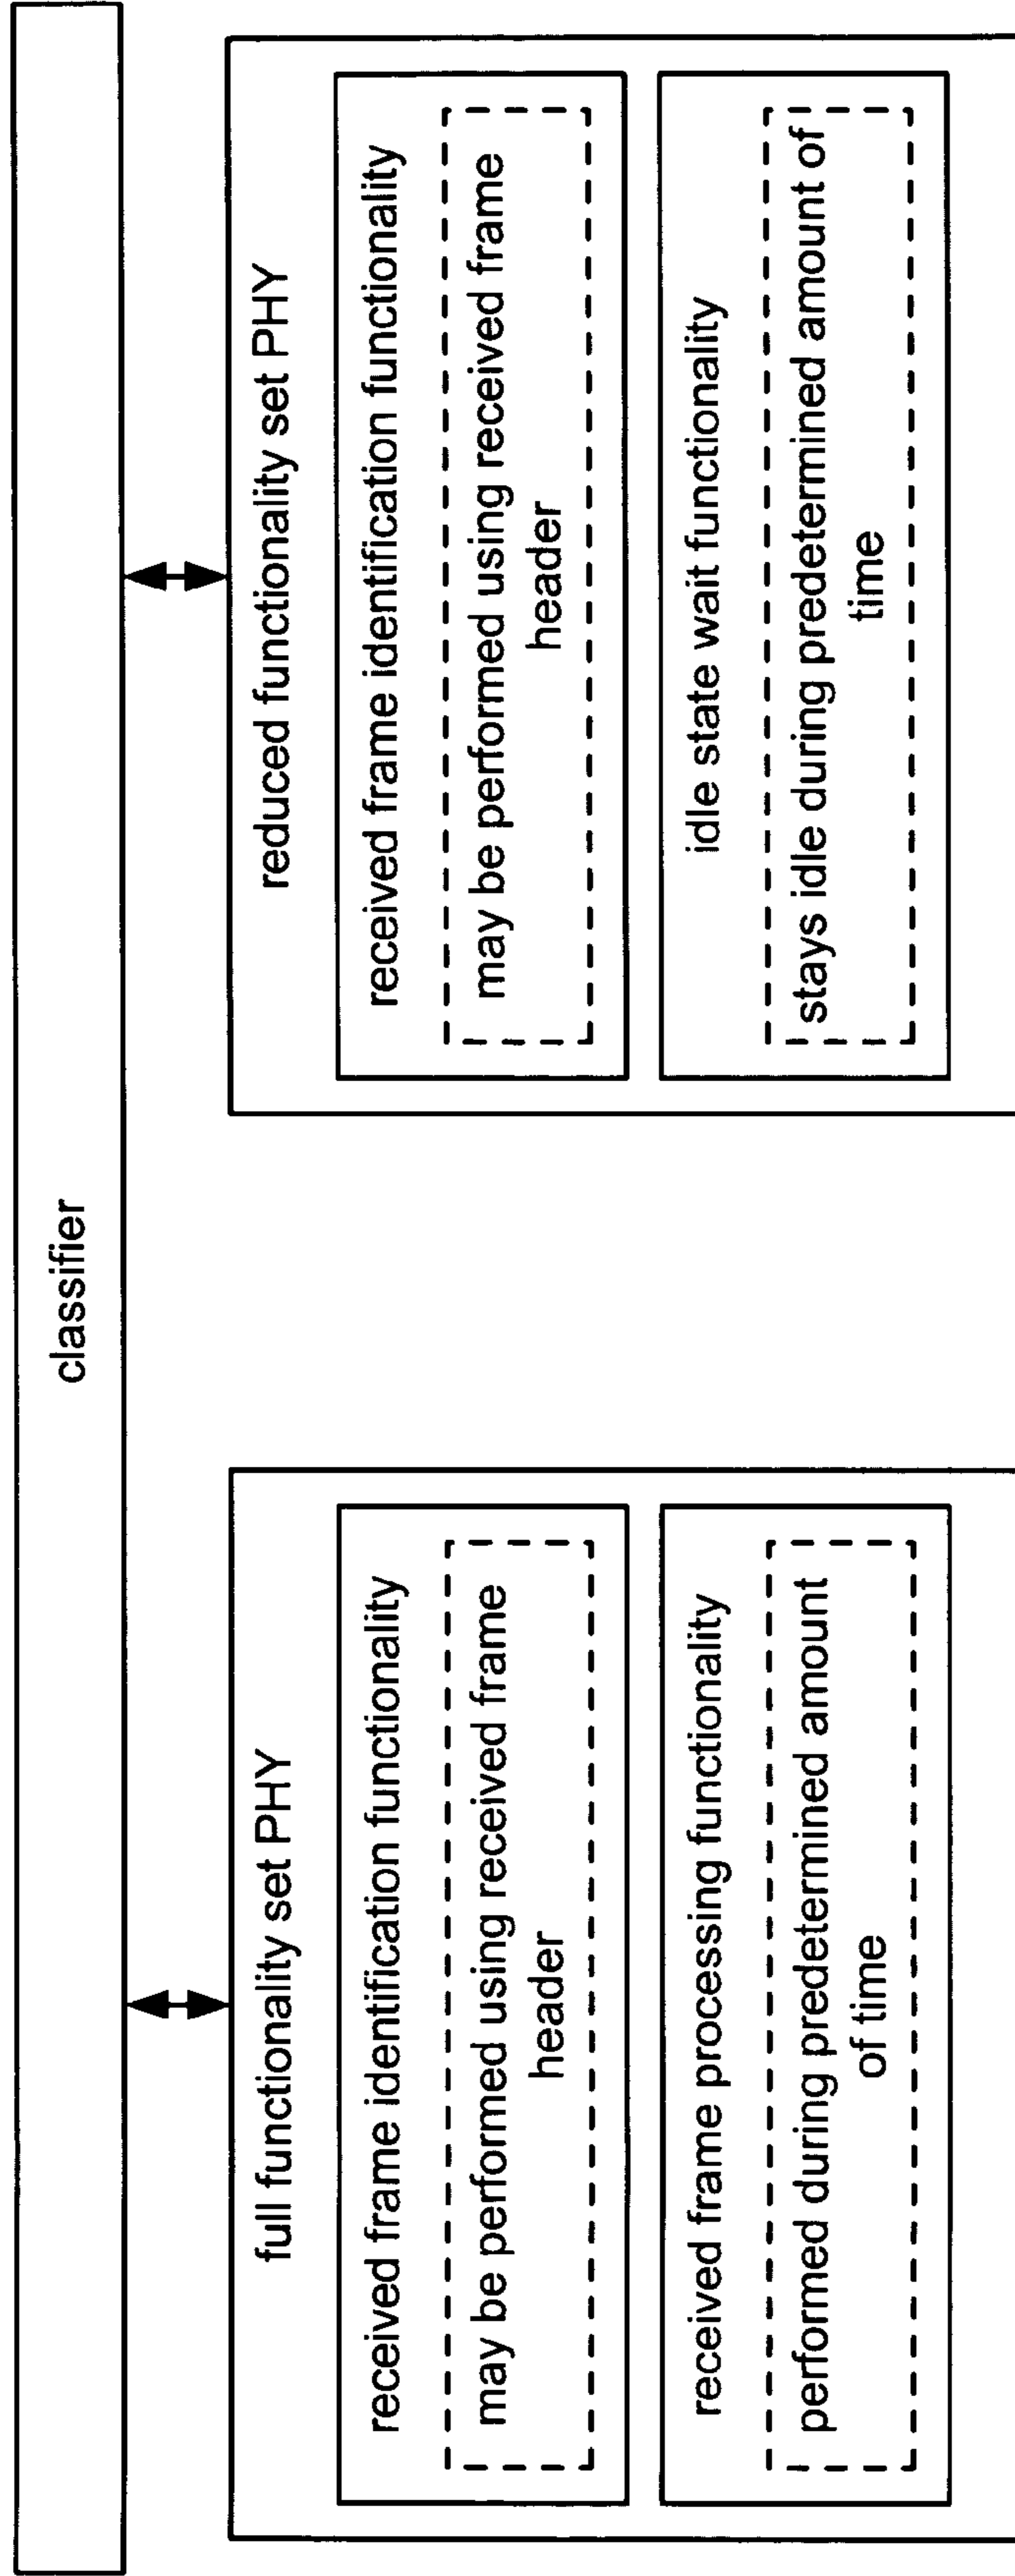 classifier
full functionality set PHY
received frame identification functionality
may be performed using received frame
header
received frame processing functionality
performed during predetermined amount
of time
reduced functionality set PHY
received frame identification functionality
may be performed using received frame
header
idle state wait functionality
stays idle during predetermined amount of
time